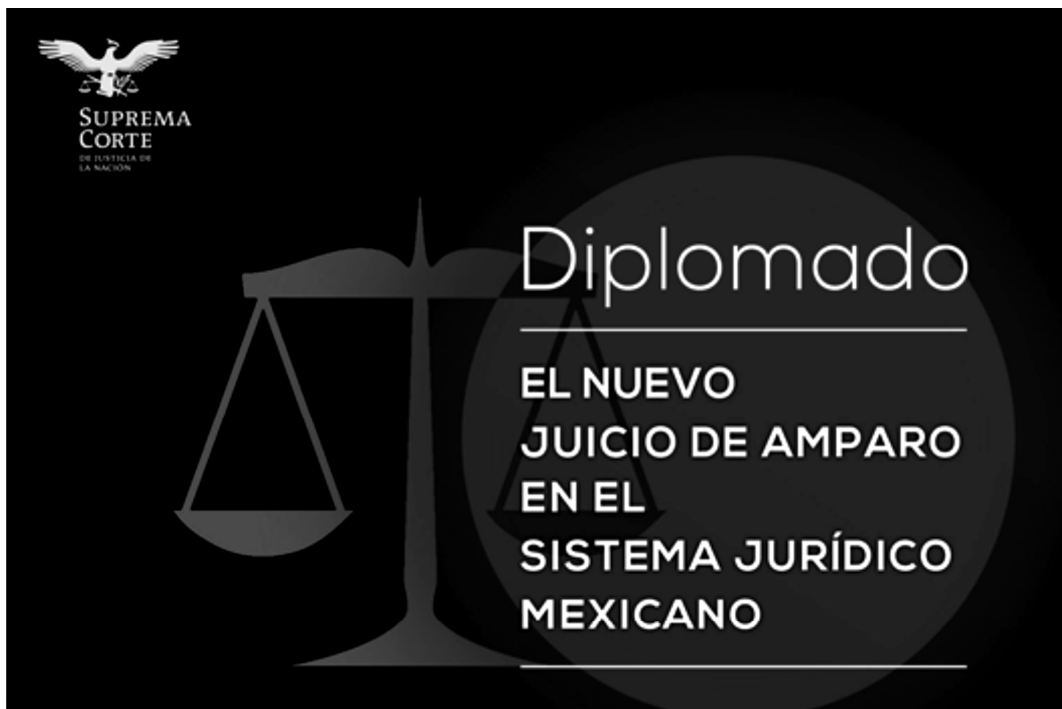 SUPREMA
CORTE
DE JUSTICIA DE
LA NACIÓN
Diplomado
EL NUEVO
JUICIO DE AMPARO
EN EL
SISTEMA JURÍDICO
MEXICANO